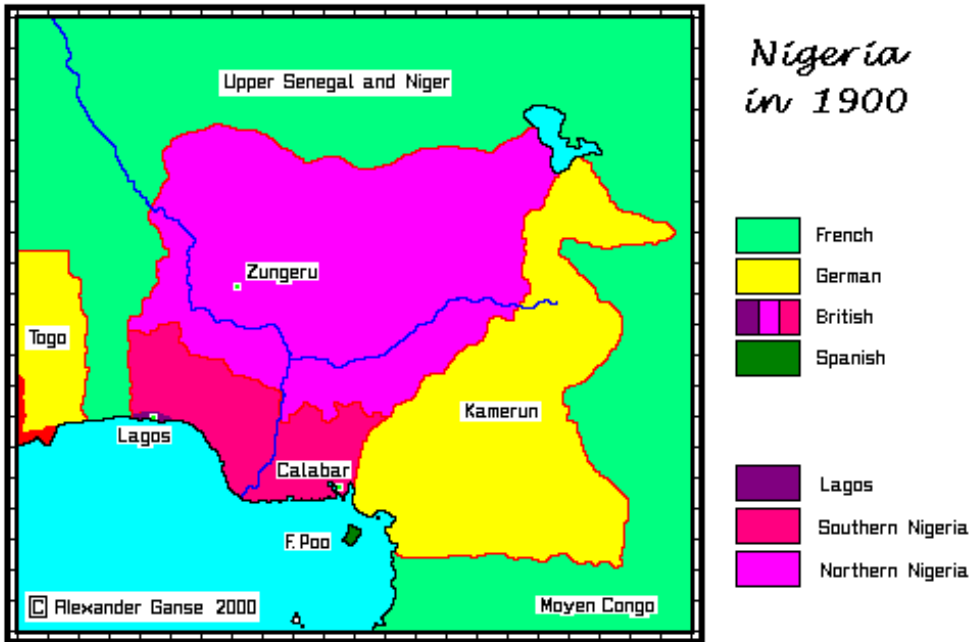 Nigeria
in 1900
Upper Senegal and Niger
Zungeru
Togo
Kamerun
Lagos
Calabar
F. Poo
Moyen Congo
© Alexander Ganse 2000
French
German
British
Spanish
Lagos
Southern Nigeria
Northern Nigeria